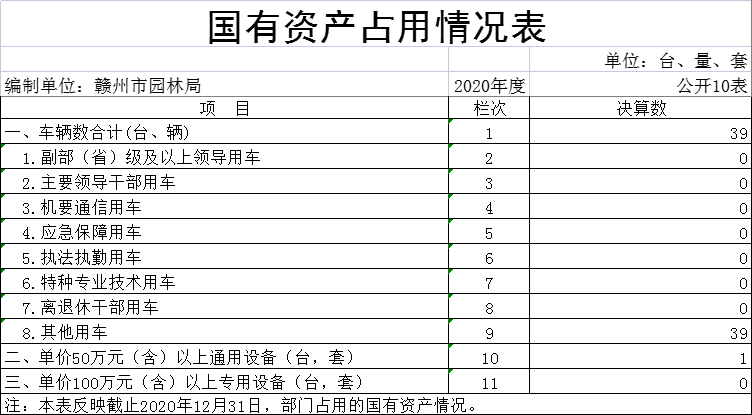 国有资产占用情况表
单位：台、量、套
编制单位：赣州市园林局 2020年度 公开10表
项 目 栏次 决算数
一、车辆数合计(台、辆) 1 39
1.副部（省）级及以上领导用车 2 0
2.主要领导干部用车 3 0
3.机要通信用车 4 0
4.应急保障用车 5 0
5.执法执勤用车 6 0
6.特种专业技术用车 7 0
7.离退休干部用车 8 0
8.其他用车 9 39
二、单价50万元（含）以上通用设备（台，套） 10 1
三、单价100万元（含）以上专用设备（台，套） 11 0
注：本表反映截止2020年12月31日，部门占用的国有资产情况。